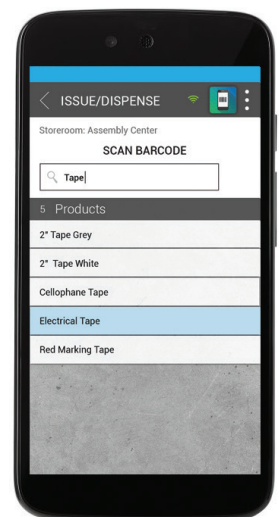 ISSUE/DISPENSE
Storeroom: Assembly Center
SCAN BARCODE
Tape
5 Products
2" Tape Grey
2" Tape White
Cellophane Tape
Electrical Tape
Red Marking Tape